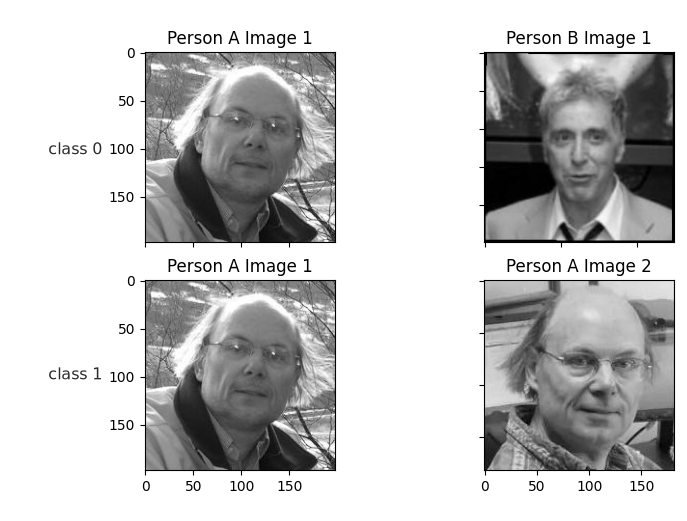 Person A Image 1
Person B Image 1
0
50
100
150
class 0
Person A Image 1
Person A Image 2
0
50
100
150
class 1
0 50 100 150
0 50 100 150